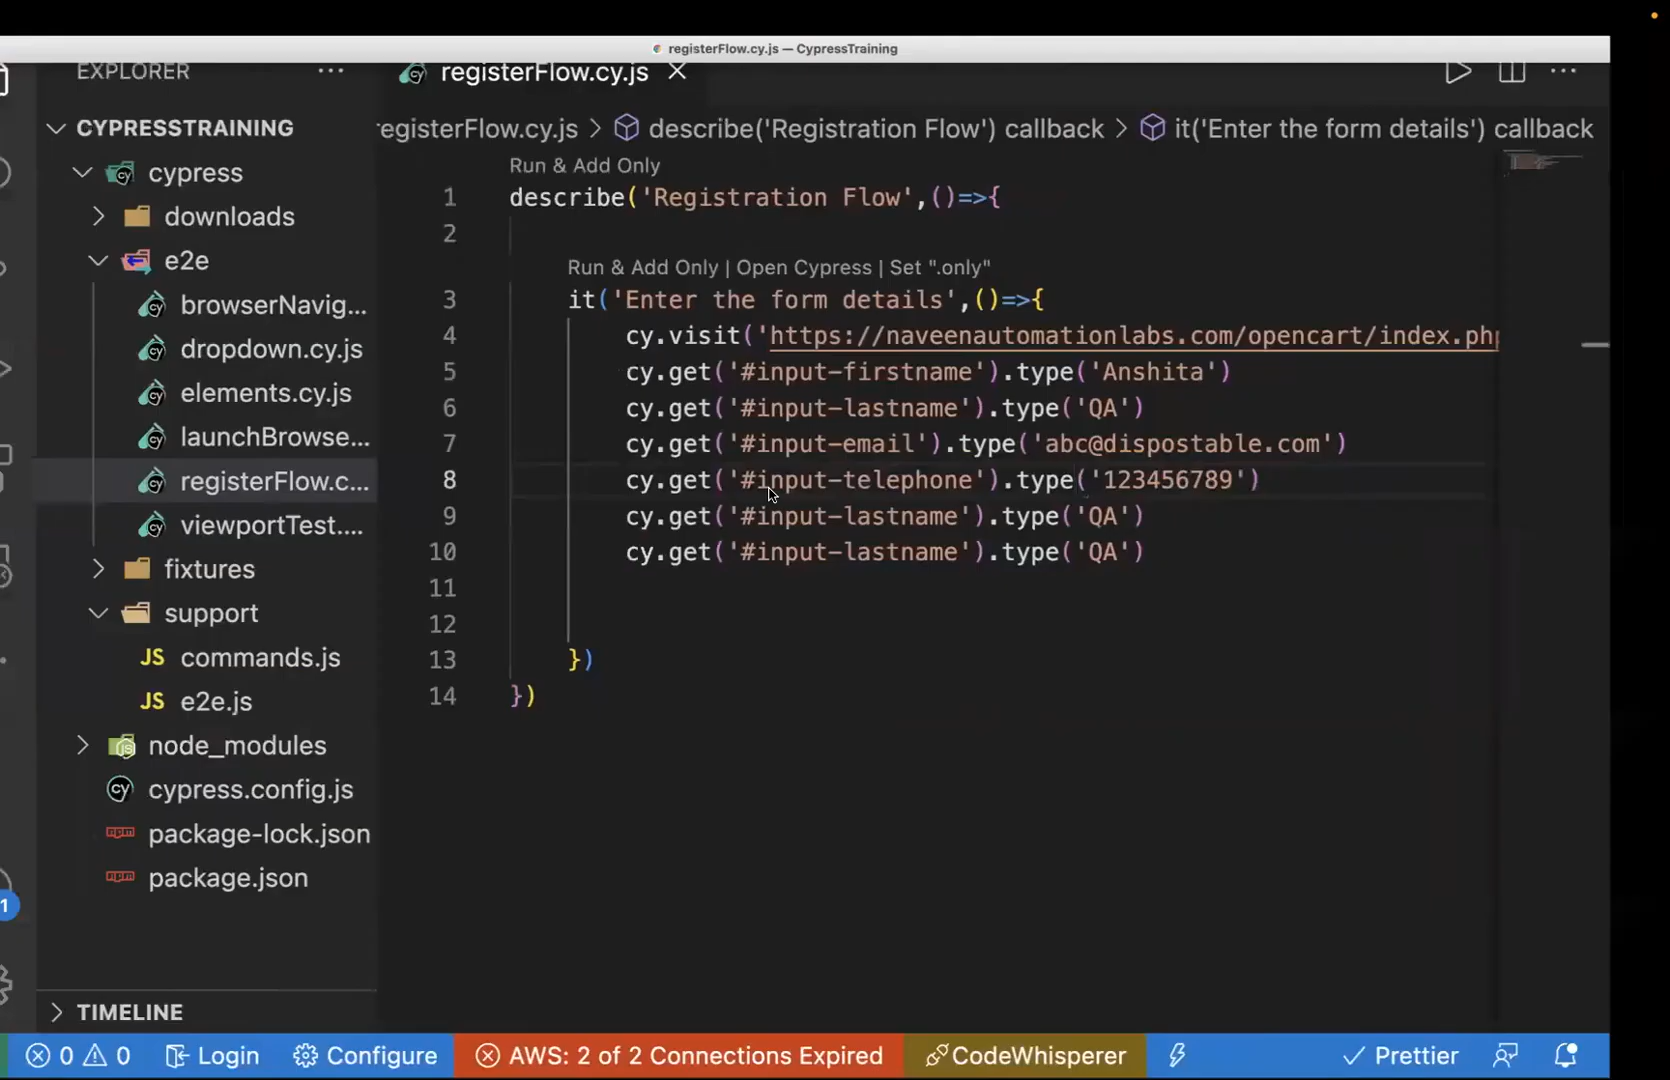 registerFlow.cy.js — CypressTraining
EXPLORER
registerFlow.cy.js
registerFlow.cy.js > describe('Registration Flow') callback > it('Enter the form details') callback
CYPRESSTRAINING
cypress
downloads
e2e
browserNavig...
dropdown.cy.js
elements.cy.js
launchBrowse...
registerFlow.c...
viewportTest....
fixtures
support
JS commands.js
JS e2e.js
node_modules
cypress.config.js
package-lock.json
package.json
TIMELINE
Run & Add Only
1 describe('Registration Flow',()=>{
2
Run & Add Only | Open Cypress | Set ".only"
3 it('Enter the form details',()=>{
4 cy.visit('https://naveenautomationlabs.com/opencart/index.php
5 cy.get('#input-firstname').type('Anshita')
6 cy.get('#input-lastname').type('QA')
7 cy.get('#input-email').type('abc@dispostable.com')
8 cy.get('#input-telephone').type('123456789')
9 cy.get('#input-lastname').type('QA')
10 cy.get('#input-lastname').type('QA')
11
12
13 })
14 })
1
0 0 Login Configure AWS: 2 of 2 Connections Expired CodeWhisperer Prettier